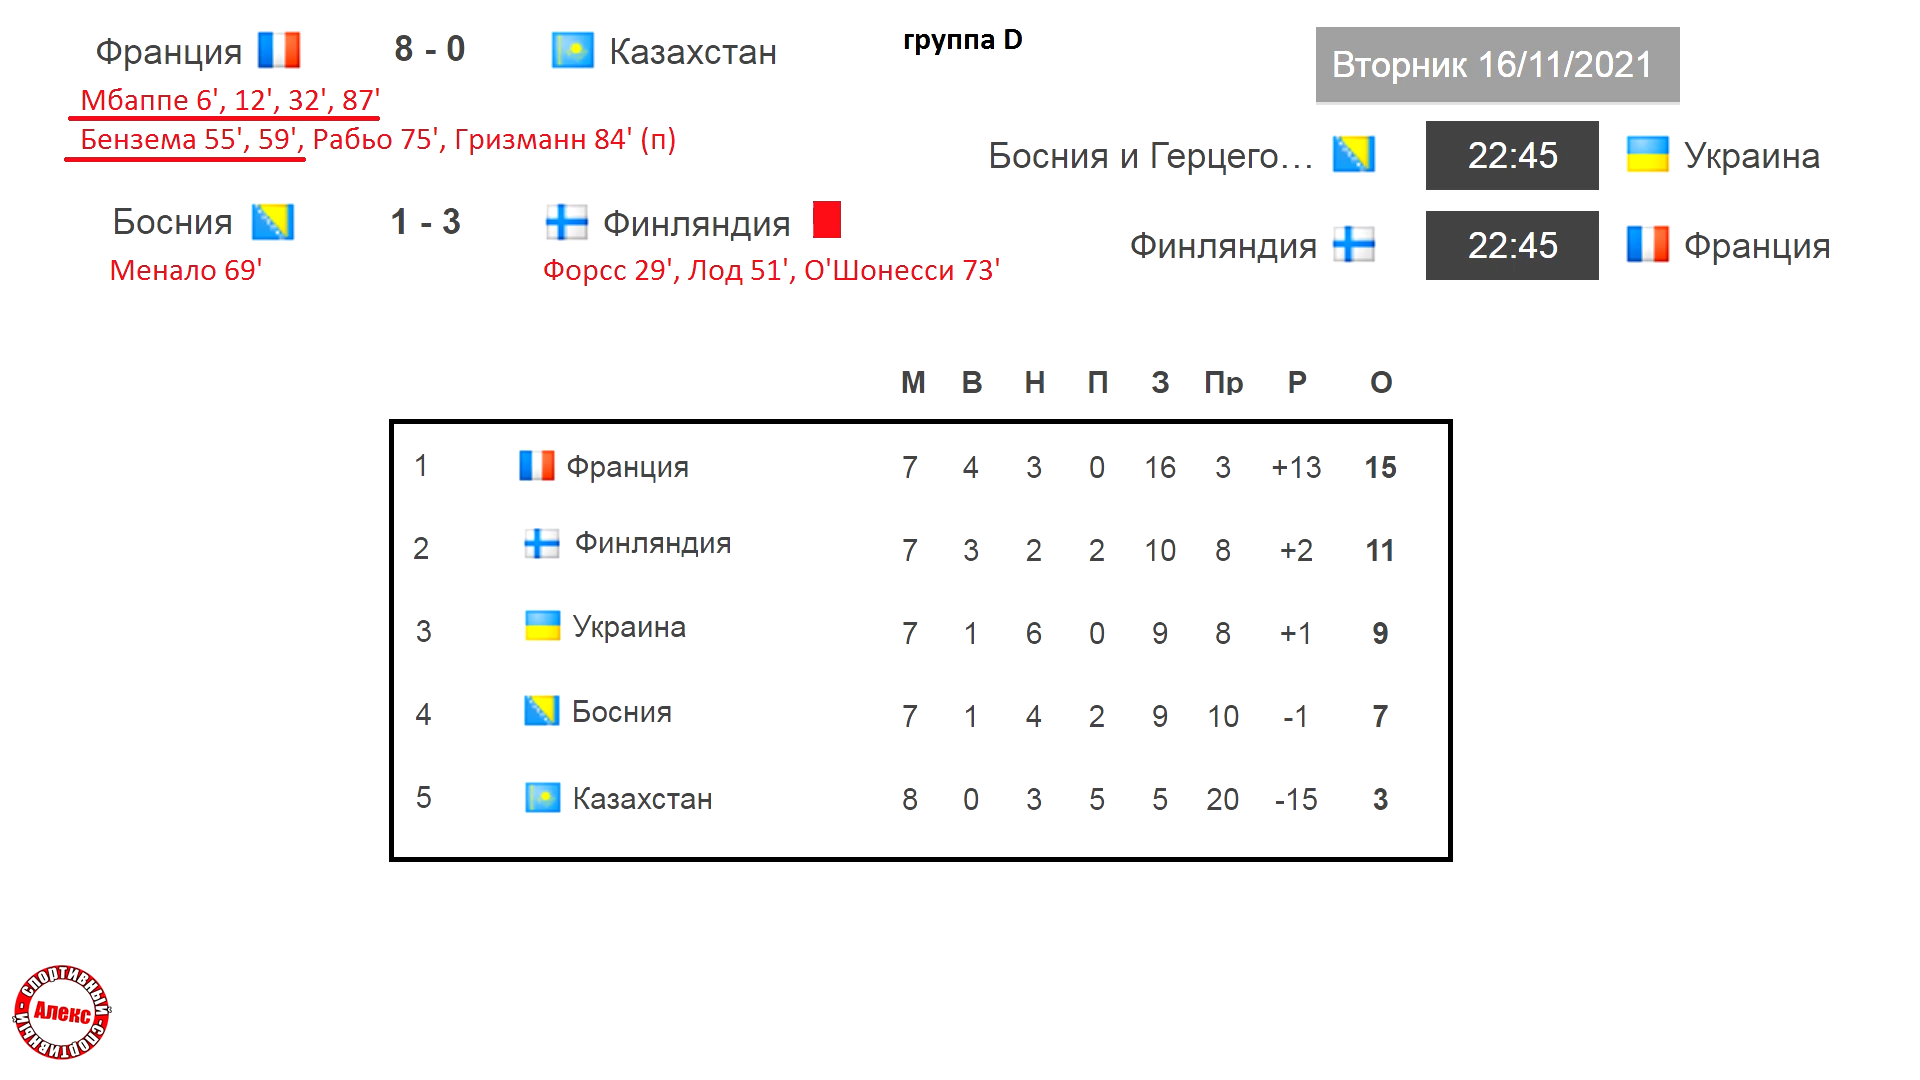 Франция 8 - 0 Казахстан
Мбаппе 6', 12', 32', 87'
Бензема 55', 59', Рабьо 75', Гризманн 84' (п)
Босния 1 - 3 Финляндия
Менало 69' Форсс 29', Лод 51', О'Шонесси 73'
группа D
Вторник 16/11/2021
Босния и Герцего… 22:45 Украина
Финляндия 22:45 Франция
М В Н П З Пр Р О
1 Франция 7 4 3 0 16 3 +13 15
2 Финляндия 7 3 2 2 10 8 +2 11
3 Украина 7 1 6 0 9 8 +1 9
4 Босния 7 1 4 2 9 10 -1 7
5 Казахстан 8 0 3 5 5 20 -15 3
СПОРТИВНЫЙ
Алекс
СПОРТИВНЫЙ